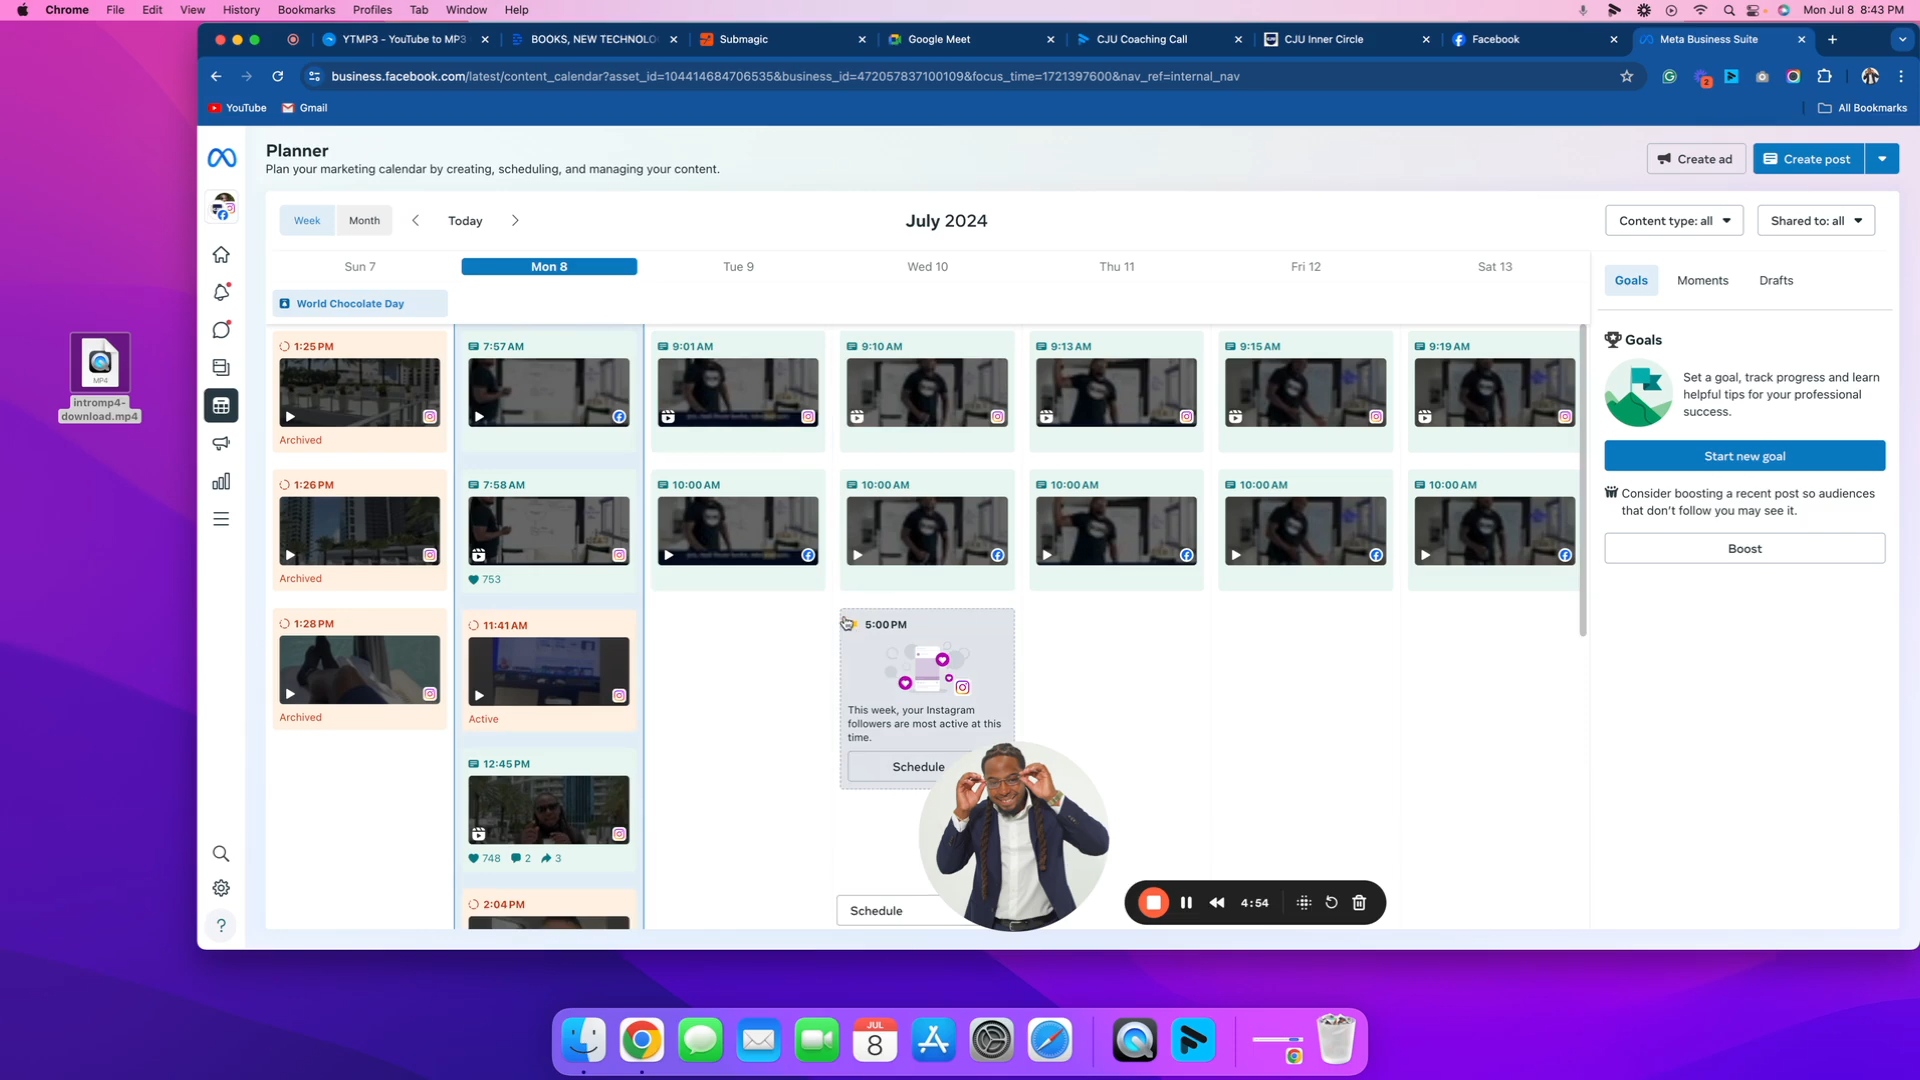 Chrome File Edit View History Bookmarks Profiles Tab Window Help Mon Jul 8 8:43 PM
YTMP3 - YouTube to MP3 BOOKS, NEW TECHNOLO Submagic Google Meet CJU Coaching Call CJU Inner Circle Facebook Meta Business Suite
business.facebook.com/latest/content_calendar?asset_id=104414684706535&business_id=472057837100109&focus_time=1721397600&nav_ref=internal_nav
2
YouTube Gmail All Bookmarks
Planner
Plan your marketing calendar by creating, scheduling, and managing your content.
Create ad Create post
Week Month Today July 2024 Content type: all Shared to: all
Sun 7 Mon 8 Tue 9 Wed 10 Thu 11 Fri 12 Sat 13
World Chocolate Day
1:25 PM 7:57 AM 9:01 AM 9:10 AM 9:13 AM 9:15 AM 9:19 AM
Archived
1:26 PM 7:58 AM 10:00 AM 10:00 AM 10:00 AM 10:00 AM 10:00 AM
Archived 753
1:28 PM 11:41 AM 5:00 PM
Archived Active
This week, your Instagram
followers are most active at this
time.
Schedule
12:45 PM
748 2 3
2:04 PM
Schedule
Goals Moments Drafts
Goals
Set a goal, track progress and learn
helpful tips for your professional
success.
Start new goal
Consider boosting a recent post so audiences
that don't follow you may see it.
Boost
MP4
intromp4-
download.mp4
?
4:54
JUL
8